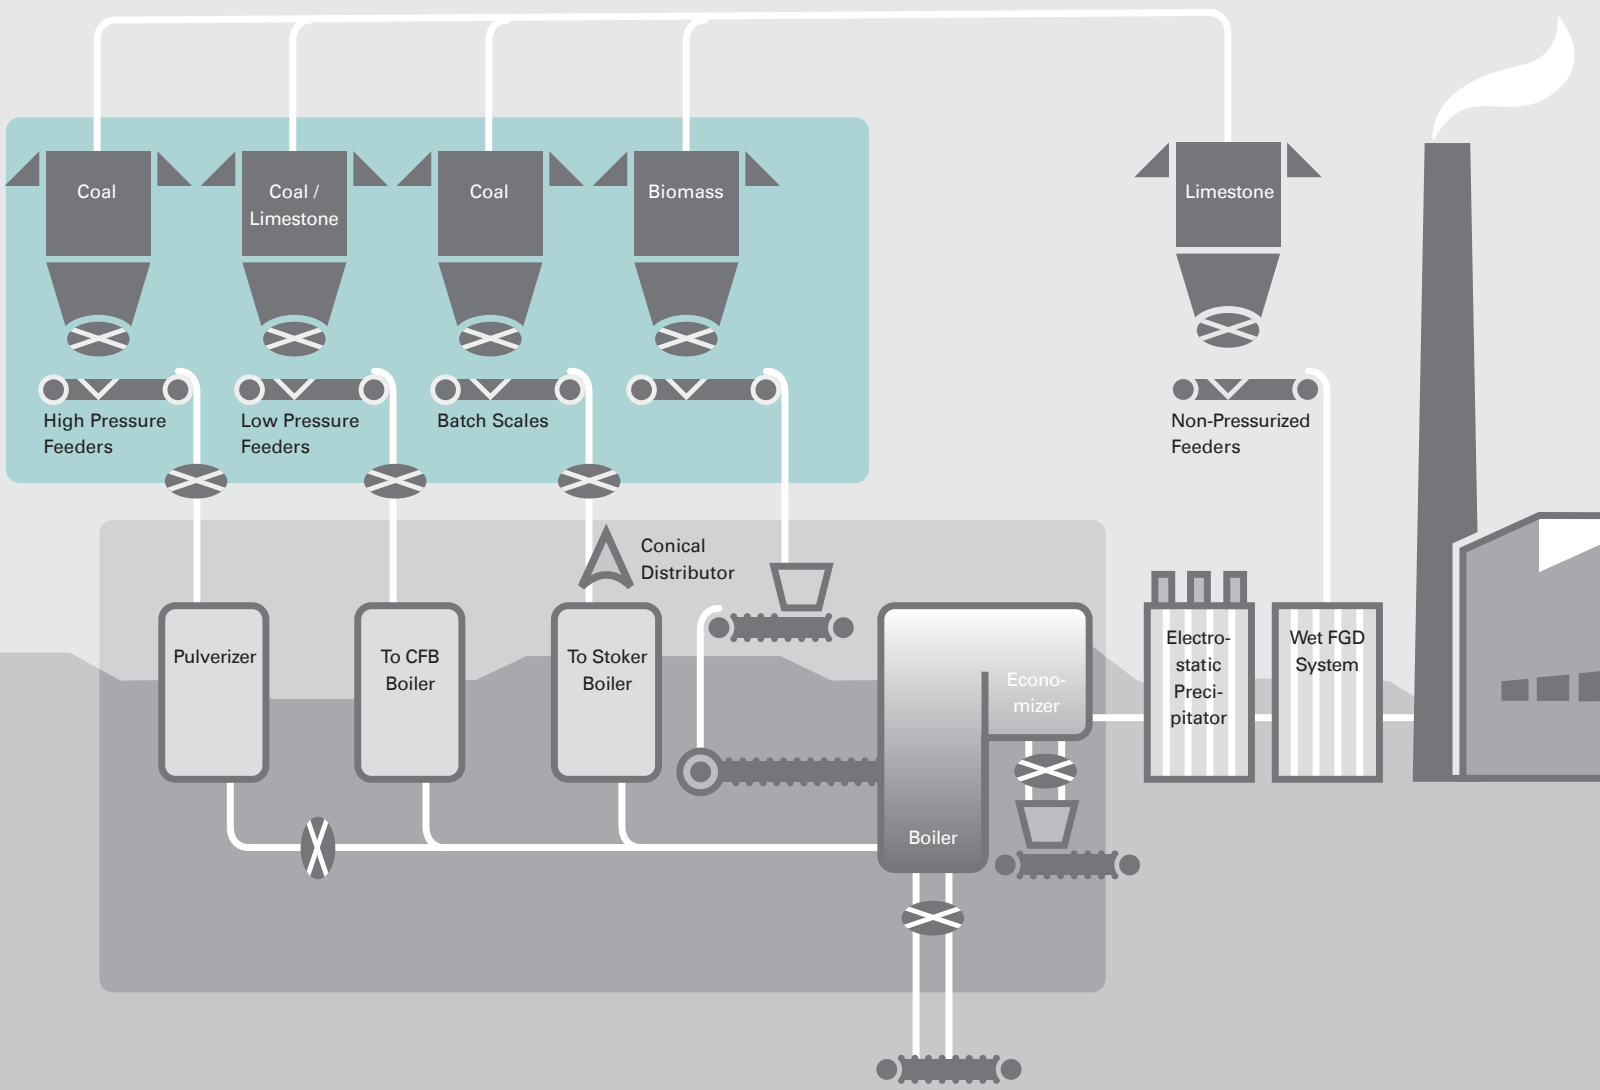 Coal
Coal /
Limestone
Coal
Biomass
Limestone
High Pressure
Feeders
Low Pressure
Feeders
Batch Scales
Non-Pressurized
Feeders
Conical
Distributor
Pulverizer
To CFB
Boiler
To Stoker
Boiler
Econo-
mizer
Boiler
Electro-
static
Preci-
pitator
Wet FGD
System